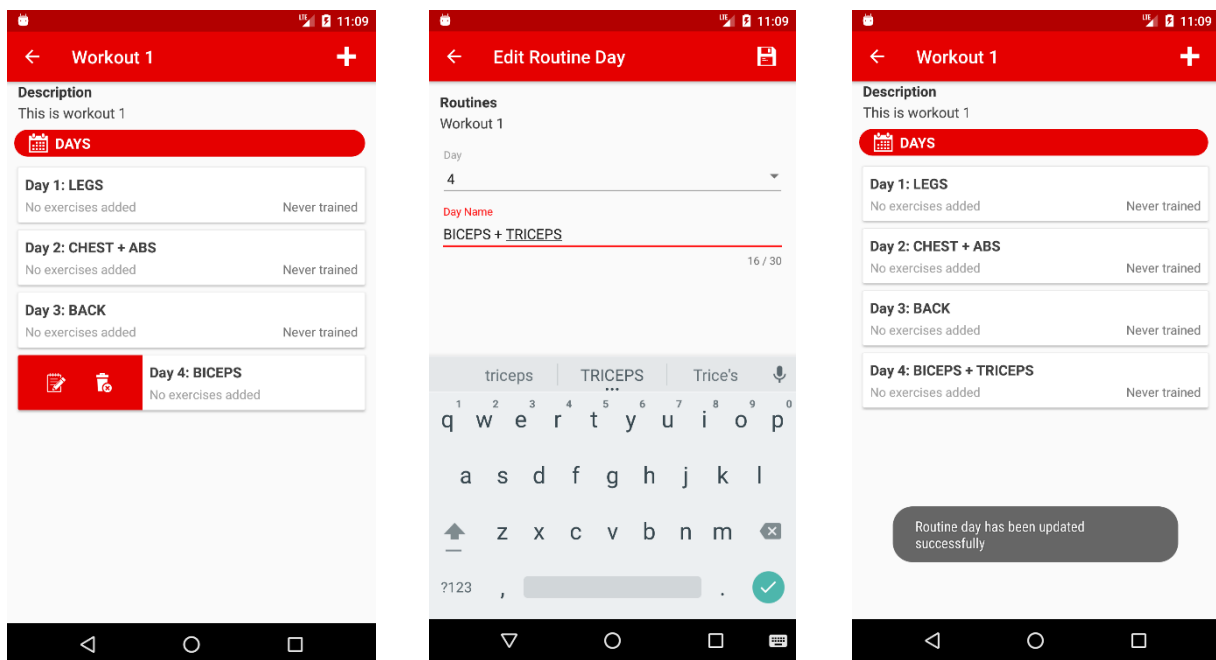 LTE 11:09
Workout 1
Description
This is workout 1
DAYS
Day 1: LEGS
No exercises added Never trained
Day 2: CHEST + ABS
No exercises added Never trained
Day 3: BACK
No exercises added Never trained
Day 4: BICEPS
No exercises added
LTE 11:09
Edit Routine Day
Routines
Workout 1
Day
4
Day Name
BICEPS + TRICEPS
16 / 30
triceps TRICEPS Trice's
1 2 3 4 5 6 7 8 9 0
q w e r t y u i o p
a s d f g h j k l
z x c v b n m
?123 , .
LTE 11:09
Workout 1
Description
This is workout 1
DAYS
Day 1: LEGS
No exercises added Never trained
Day 2: CHEST + ABS
No exercises added Never trained
Day 3: BACK
No exercises added Never trained
Day 4: BICEPS + TRICEPS
No exercises added Never trained
Routine day has been updated
successfully